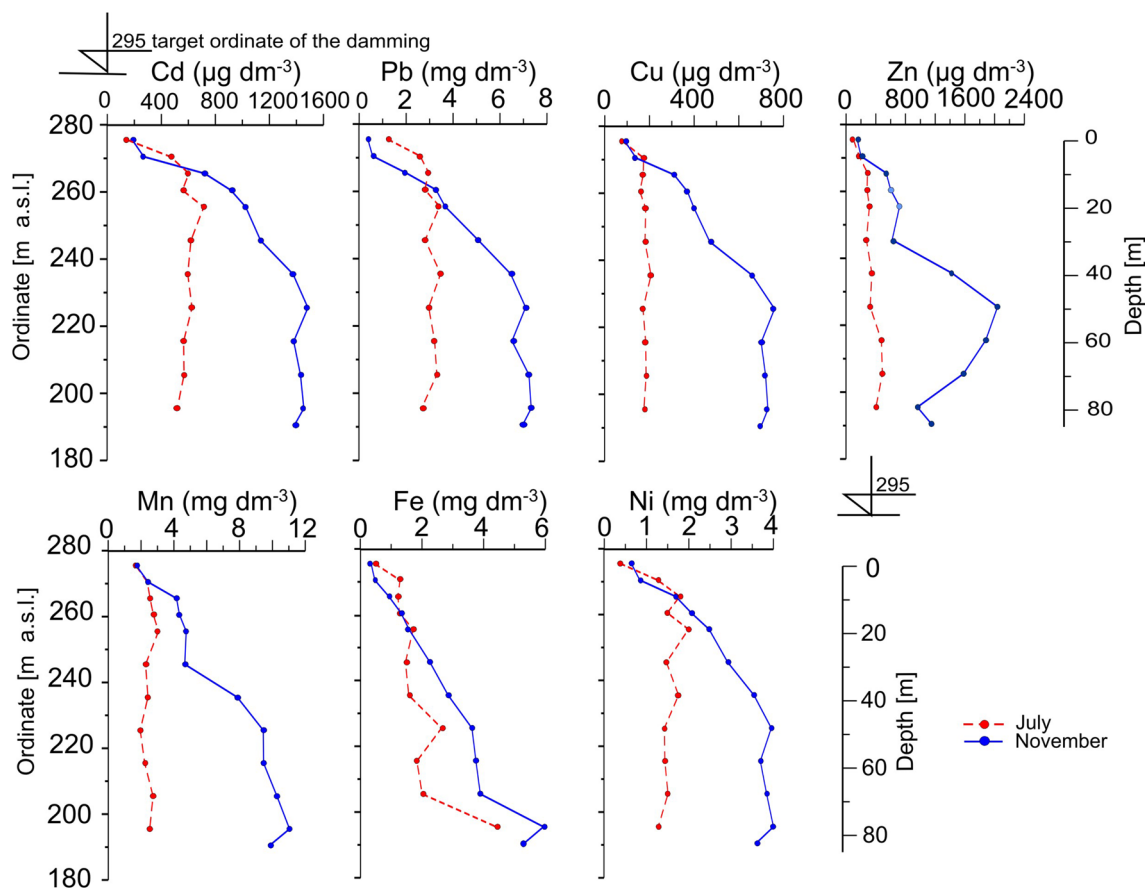 295 target ordinate of the damming
Cd (µg dm-3) Pb (mg dm-3) Cu (µg dm-3) Zn (µg dm-3)
0 400 800 1200 1600 0 2 4 6 8 0 400 800 0 800 1600 2400
280
260
240
220
200
180
Ordinate [m a.s.l.]
0
20
40
60
80
Depth [m]
295
Mn (mg dm-3) Fe (mg dm-3) Ni (mg dm-3)
0 4 8 12 0 2 4 6 0 1 2 3 4
280
260
240
220
200
180
Ordinate [m a.s.l.]
0
20
40
60
80
Depth [m]
July
November